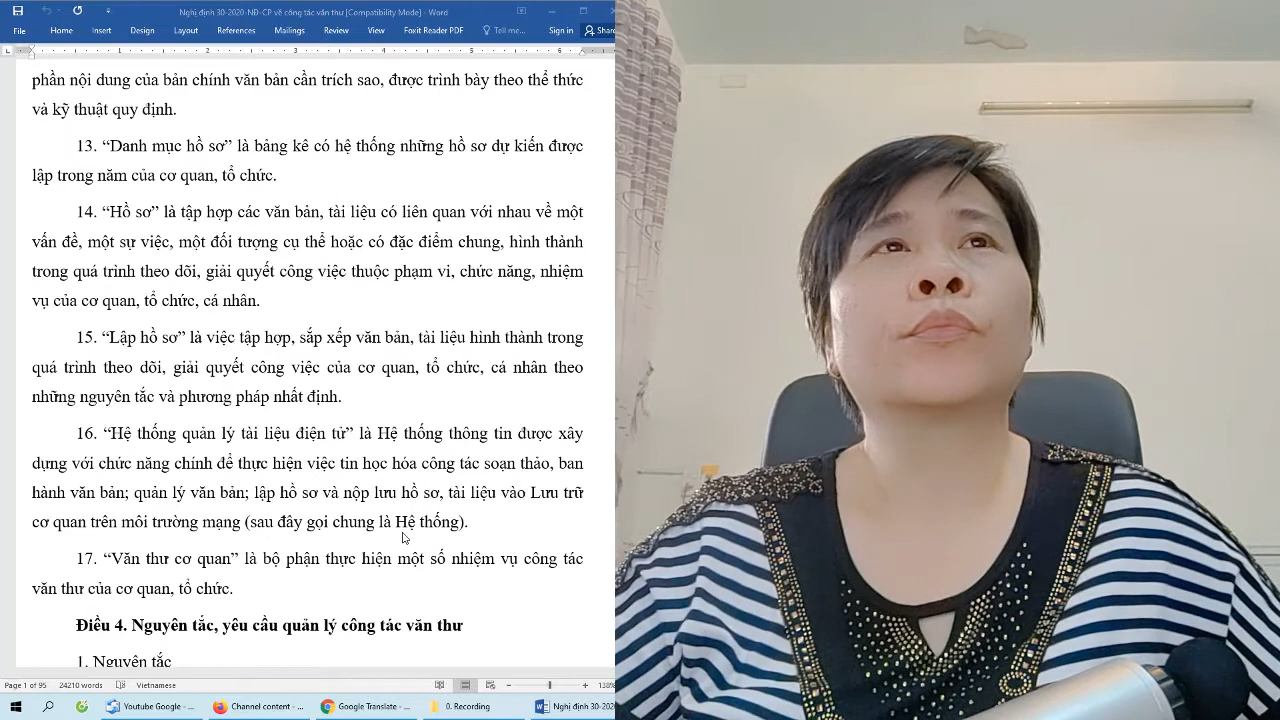 Nghị định 30-2020-NĐ-CP về công tác văn thư [Compatibility Mode] - Word
File Home Insert Design Layout References Mailings Review View Foxit Reader PDF Tell me... Sign in Share
phần nội dung của bản chính văn bản cần trích sao, được trình bày theo thể thức
và kỹ thuật quy định.
13. “Danh mục hồ sơ” là bảng kê có hệ thống những hồ sơ dự kiến được
lập trong năm của cơ quan, tổ chức.
14. “Hồ sơ” là tập hợp các văn bản, tài liệu có liên quan với nhau về một
vấn đề, một sự việc, một đối tượng cụ thể hoặc có đặc điểm chung, hình thành
trong quá trình theo dõi, giải quyết công việc thuộc phạm vi, chức năng, nhiệm
vụ của cơ quan, tổ chức, cá nhân.
15. “Lập hồ sơ” là việc tập hợp, sắp xếp văn bản, tài liệu hình thành trong
quá trình theo dõi, giải quyết công việc của cơ quan, tổ chức, cá nhân theo
những nguyên tắc và phương pháp nhất định.
16. “Hệ thống quản lý tài liệu điện tử” là Hệ thống thông tin được xây
dựng với chức năng chính để thực hiện việc tin học hóa công tác soạn thảo, ban
hành văn bản; quản lý văn bản; lập hồ sơ và nộp lưu hồ sơ, tài liệu vào Lưu trữ
cơ quan trên môi trường mạng (sau đây gọi chung là Hệ thống).
17. “Văn thư cơ quan” là bộ phận thực hiện một số nhiệm vụ công tác
văn thư của cơ quan, tổ chức.
Điều 4. Nguyên tắc, yêu cầu quản lý công tác văn thư
1. Nguyên tắc
Page 1 of 95 24210 words Vietnamese 138%
Youtube Google - ... Channel content - ... Google Translate - ... 0. Recording Nghị định 30-2020